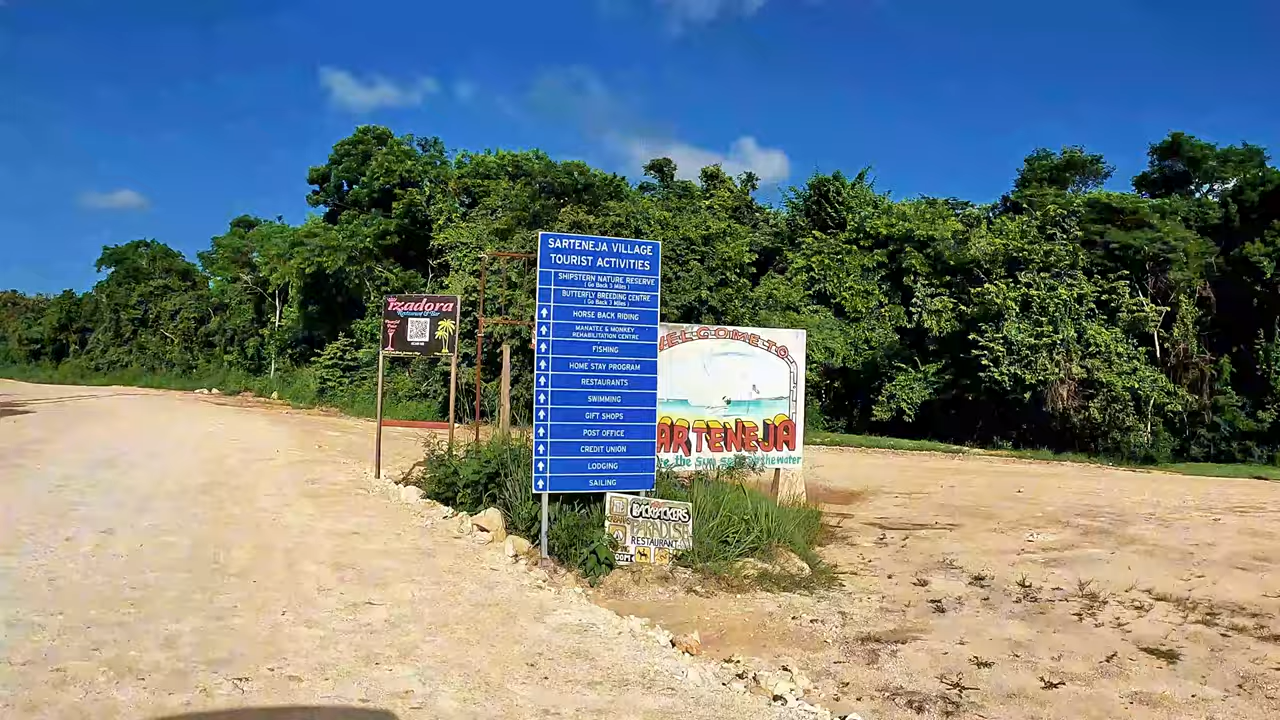 Izadora
Restaurant & Bar
SARTENEJA VILLAGE
TOURIST ACTIVITIES
SHIPSTERN NATURE RESERVE
( Go Back 3 Miles )
BUTTERFLY BREEDING CENTRE
( Go Back 3 Miles )
HORSE BACK RIDING
MANATEE & MONKEY
REHABILITATION CENTRE
FISHING
HOME STAY PROGRAM
RESTAURANTS
SWIMMING
GIFT SHOPS
POST OFFICE
CREDIT UNION
LODGING
SAILING
ELCOME TO
ARTENEJA
the Sun set the water
BACKPACKERS
PARADISE
RESTAURANT